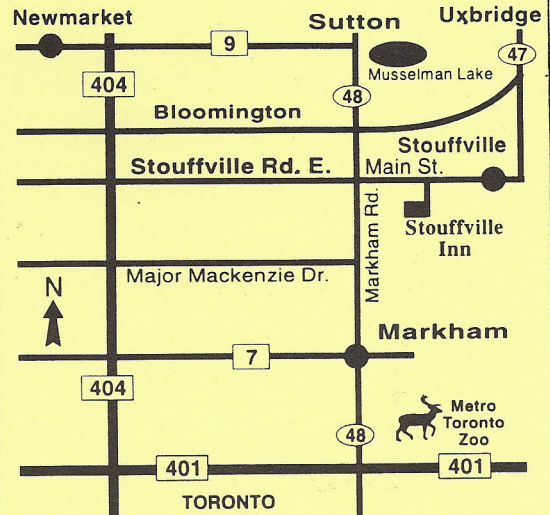 Newmarket
Sutton
Uxbridge
9
47
404
Musselman Lake
48
Bloomington
Stouffville
Stouffville Rd. E.
Main St.
Markham Rd.
Stouffville
Inn
Major Mackenzie Dr.
N
Markham
7
404
Metro
Toronto
Zoo
48
401
401
TORONTO